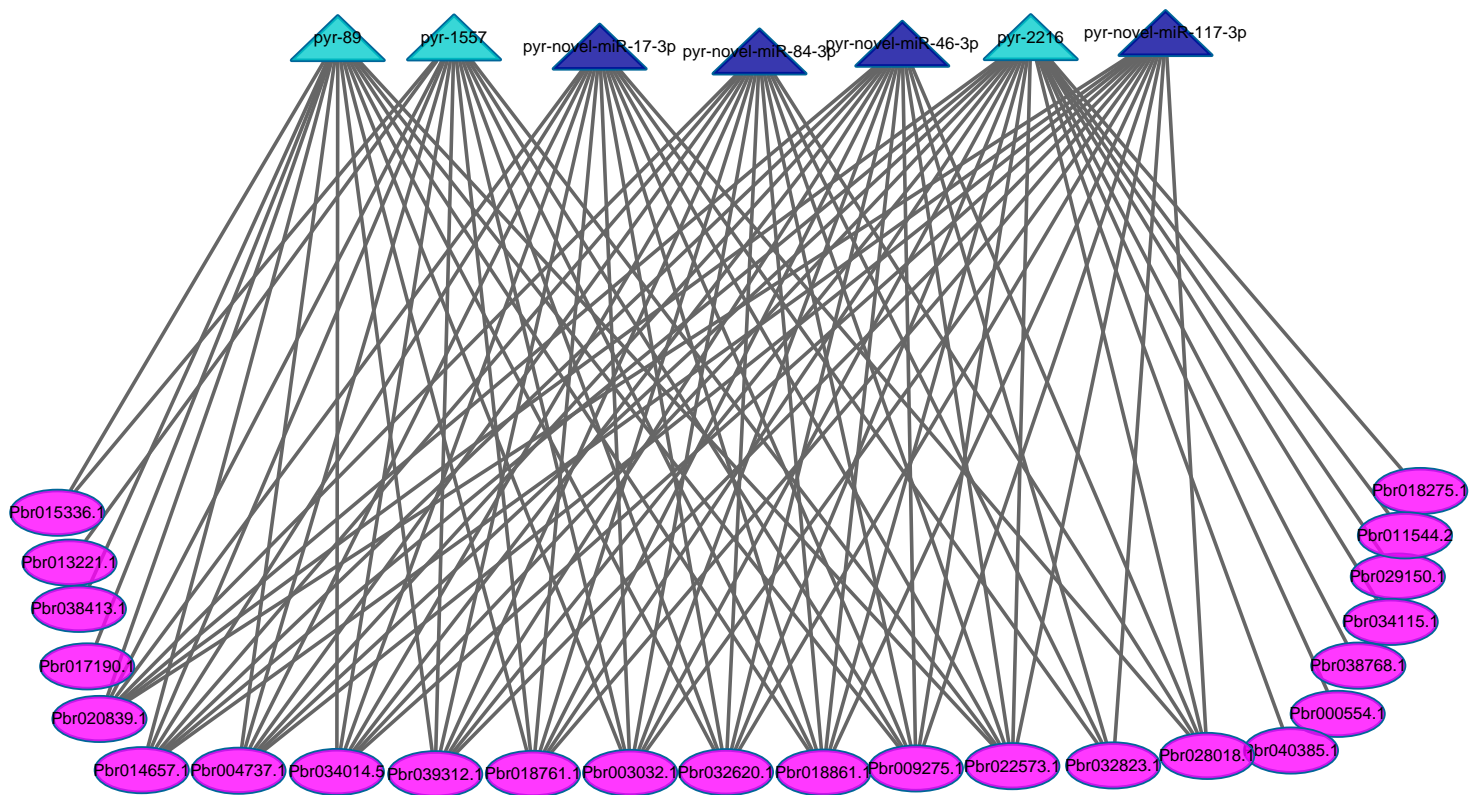 pyr-89
pyr-1557
pyr-novel-miR-17-3p
pyr-novel-miR-84-3p
pyr-novel-miR-46-3p
pyr-2216
pyr-novel-miR-117-3p
Pbr015336.1
Pbr013221.1
Pbr038413.1
Pbr017190.1
Pbr020839.1
Pbr014657.1
Pbr004737.1
Pbr034014.5
Pbr039312.1
Pbr018761.1
Pbr003032.1
Pbr032620.1
Pbr018861.1
Pbr009275.1
Pbr022573.1
Pbr032823.1
Pbr028018.1
Pbr040385.1
Pbr000554.1
Pbr038768.1
Pbr034115.1
Pbr029150.1
Pbr011544.2
Pbr018275.1